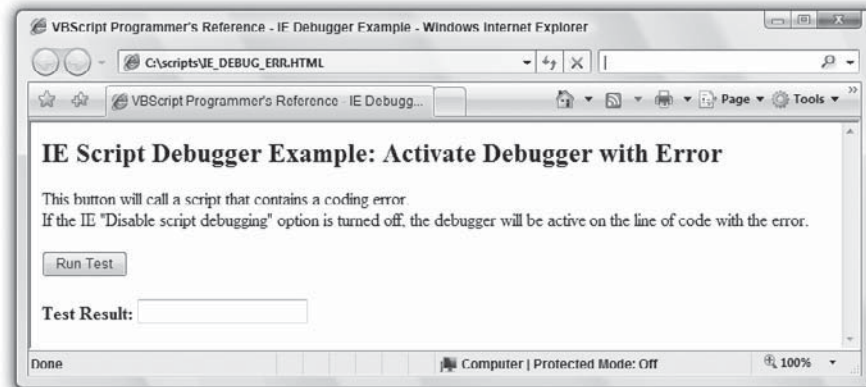 VBScript Programmer's Reference - IE Debugger Example - Windows Internet Explorer
C:\scripts\IE_DEBUG_ERR.HTML
VBScript Programmer's Reference - IE Debugg...
Page
Tools
IE Script Debugger Example: Activate Debugger with Error
This button will call a script that contains a coding error.
If the IE "Disable script debugging" option is turned off, the debugger will be active on the line of code with the error.
Run Test
Test Result:
Done
Computer | Protected Mode: Off
100%